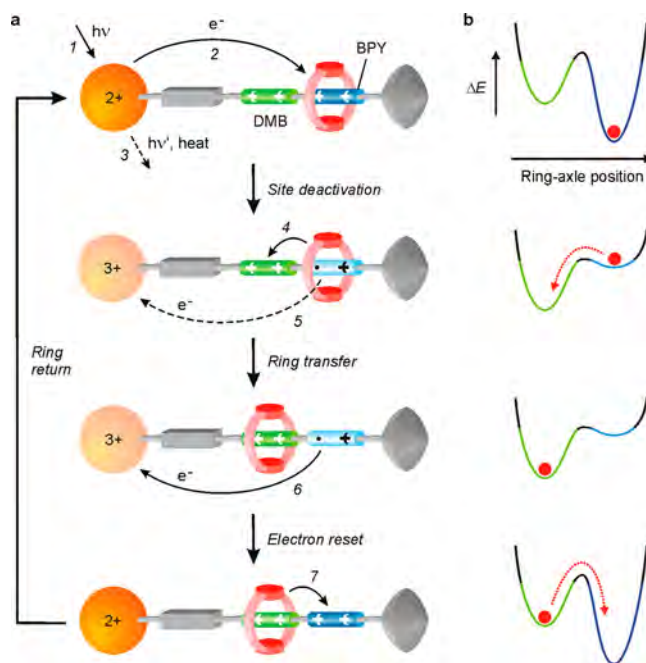 a
b
1
hν
e⁻
2
BPY
2+
DMB
3
hν', heat
ΔE
Ring-axle position
Site deactivation
4
3+
e⁻
5
Ring
return
Ring transfer
3+
e⁻
6
Electron reset
7
2+